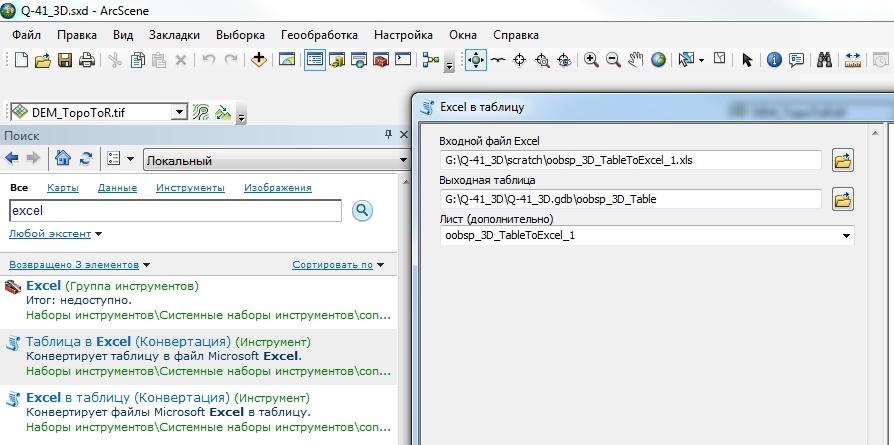 Q-41_3D.sxd - ArcScene
Файл Правка Вид Закладки Выборка Геообработка Настройка Окна Справка
DEM_TopoToR.tif
Поиск
Локальный
Все Карты Данные Инструменты Изображения
excel
Любой экстент
Возвращено 3 элементов Сортировать по
Excel (Группа инструментов)
Итог: недоступно.
Наборы инструментов\Системные наборы инструментов\con...
Таблица в Excel (Конвертация) (Инструмент)
Конвертирует таблицу в файл Microsoft Excel.
Наборы инструментов\Системные наборы инструментов\con...
Excel в таблицу (Конвертация) (Инструмент)
Конвертирует файлы Microsoft Excel в таблицу.
Наборы инструментов\Системные наборы инструментов\con...
Excel в таблицу
Входной файл Excel
G:\Q-41_3D\scratch\oobsp_3D_TableToExcel_1.xls
Выходная таблица
G:\Q-41_3D\Q-41_3D.gdb\oobsp_3D_Table
Лист (дополнительно)
oobsp_3D_TableToExcel_1